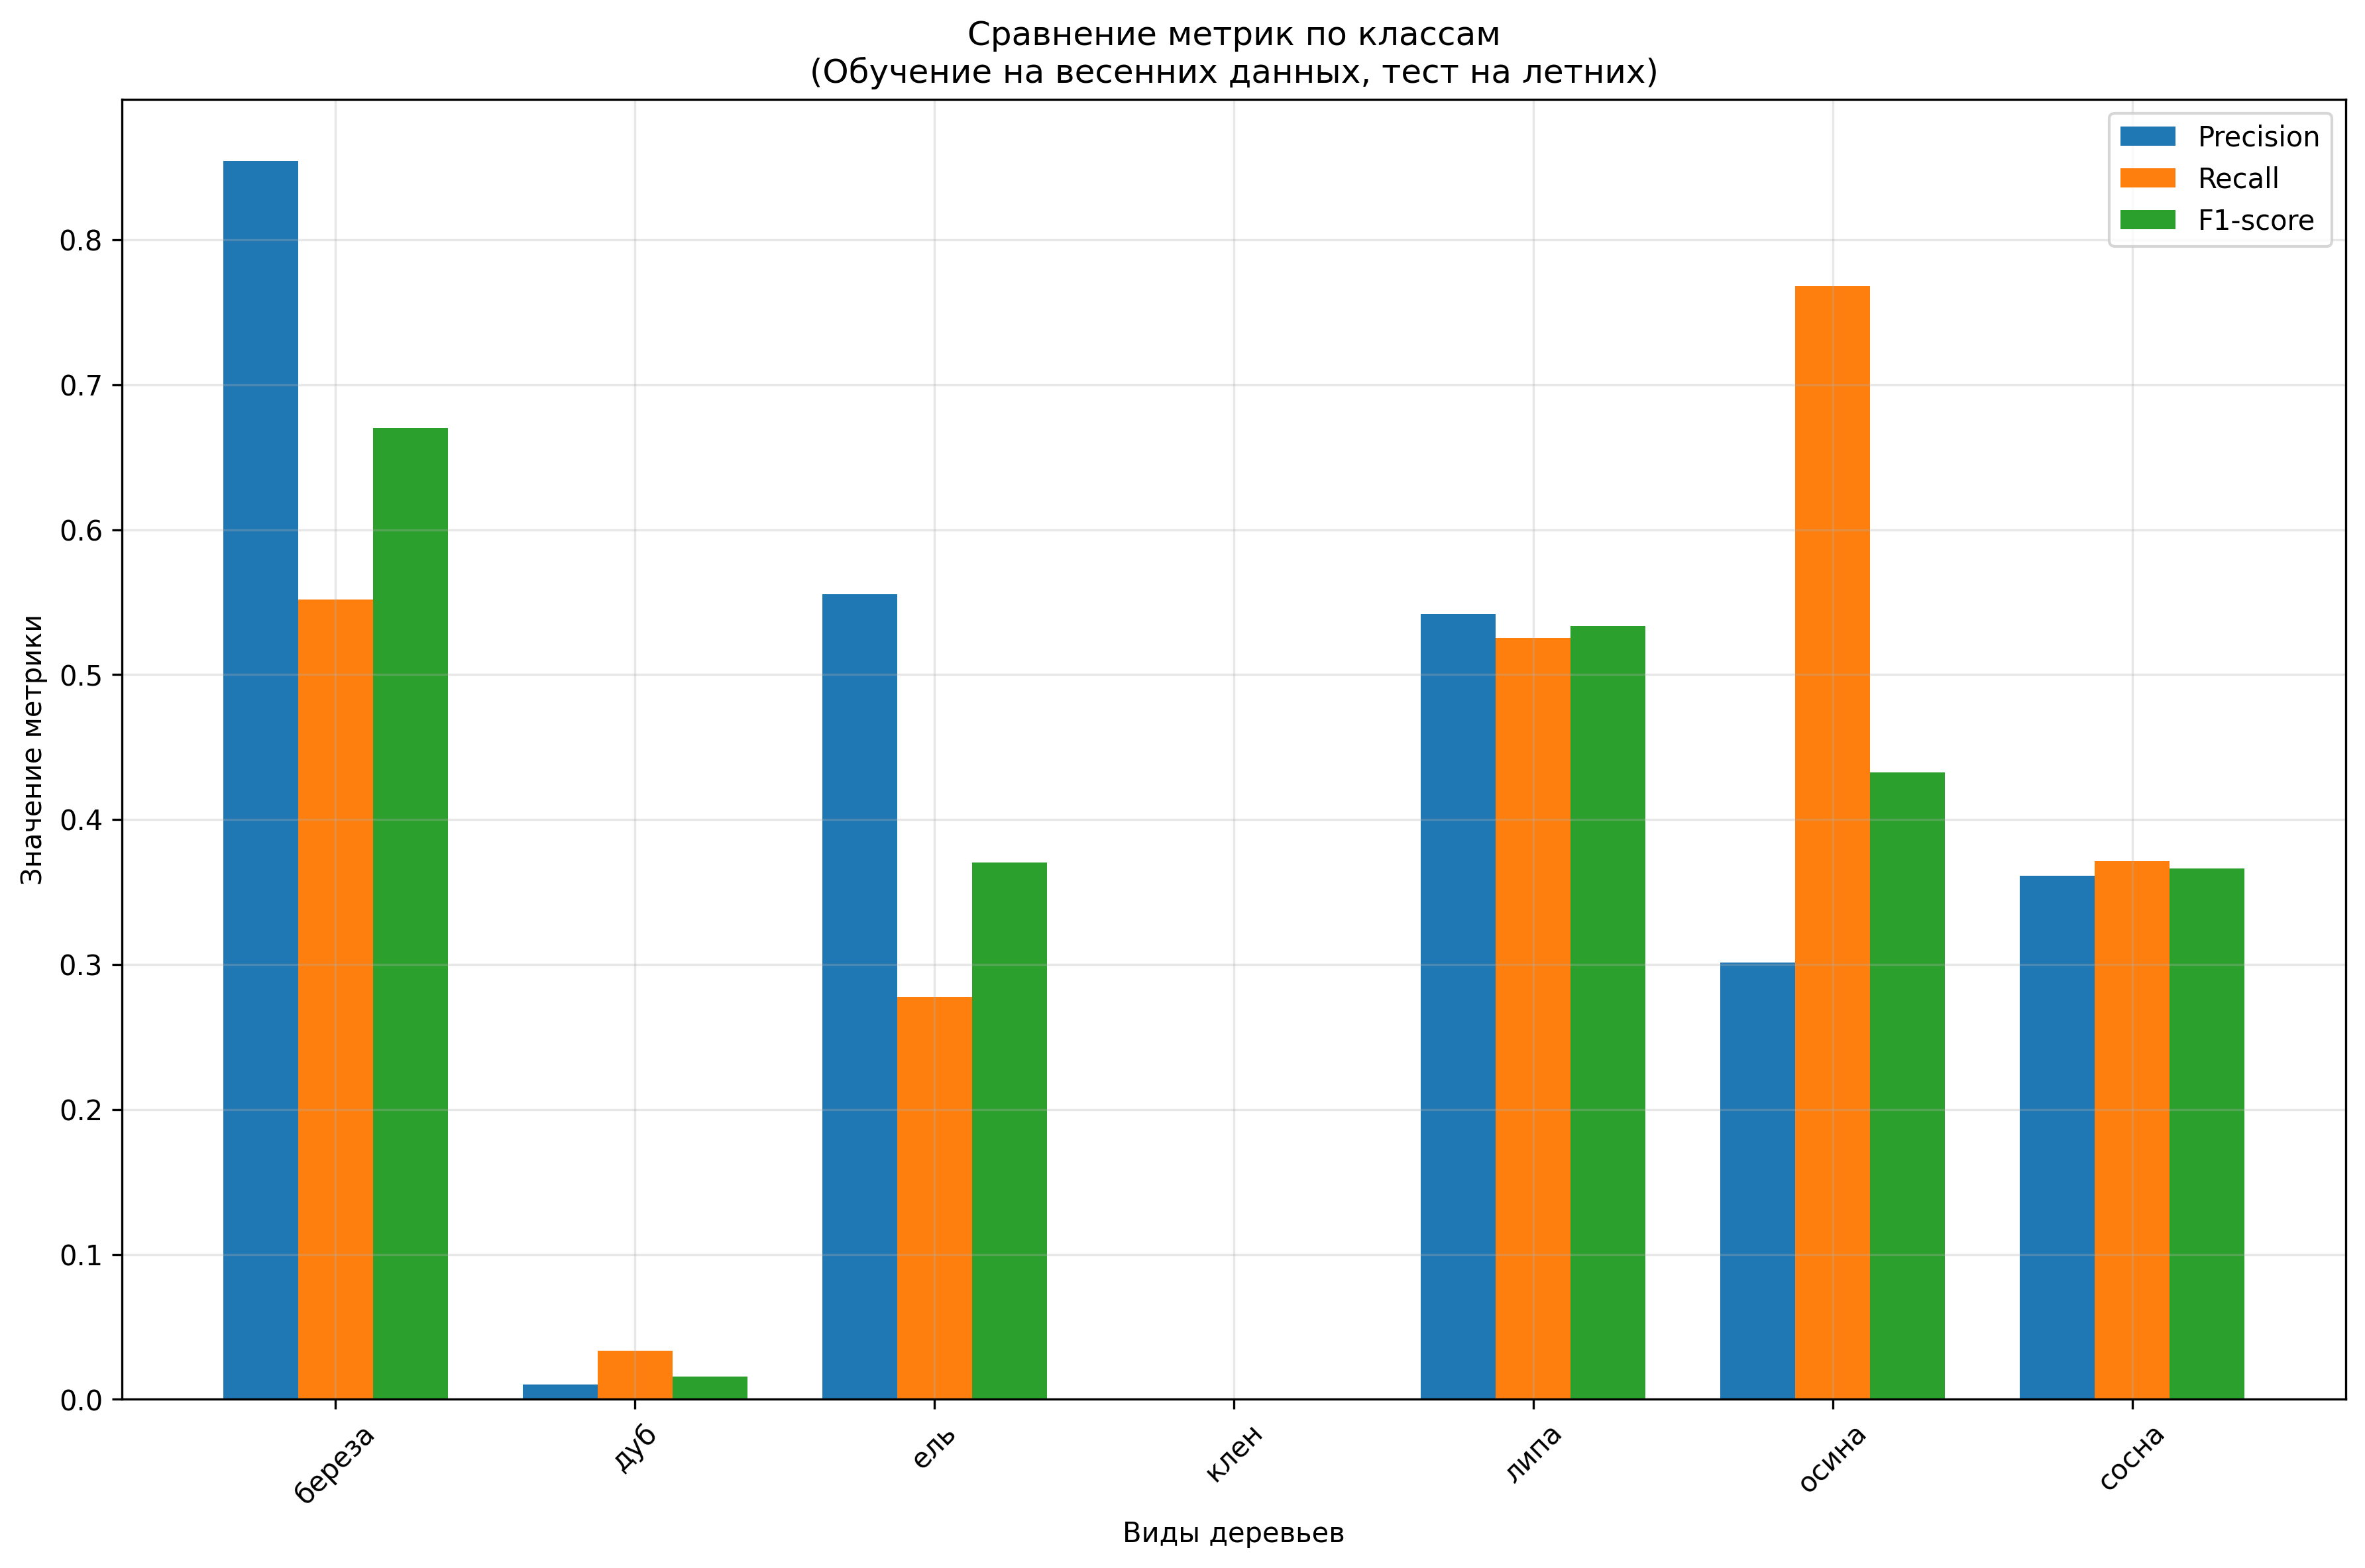 Сравнение метрик по классам
(Обучение на весенних данных, тест на летних)
Precision
Recall
F1-score
Значение метрики
0.8
0.7
0.6
0.5
0.4
0.3
0.2
0.1
0.0
береза
дуб
ель
клен
липа
осина
сосна
Виды деревьев